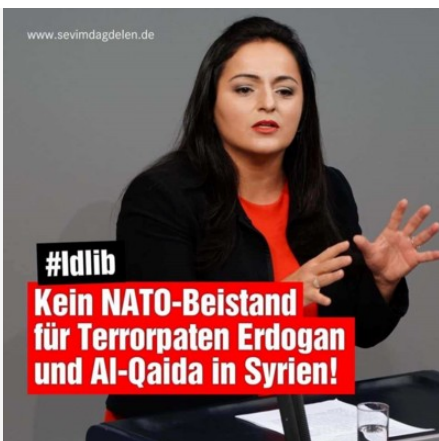 www.sevimdagdelen.de
#Idlib
Kein NATO-Beistand
für Terrorpaten Erdogan
und Al-Qaida in Syrien!